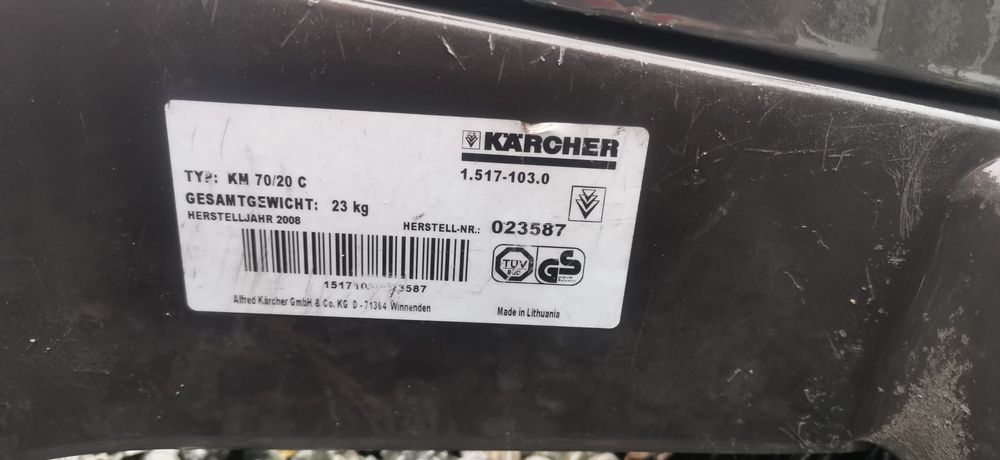 KÄRCHER
1.517-103.0
TYP: KM 70/20 C
GESAMTGEWICHT: 23 kg
HERSTELLJAHR 2008
HERSTELL-NR.: 023587
TÜV
SÜD
GS
Alfred Kärcher GmbH & Co. KG D - 71364 Winnenden
Made in Lithuania